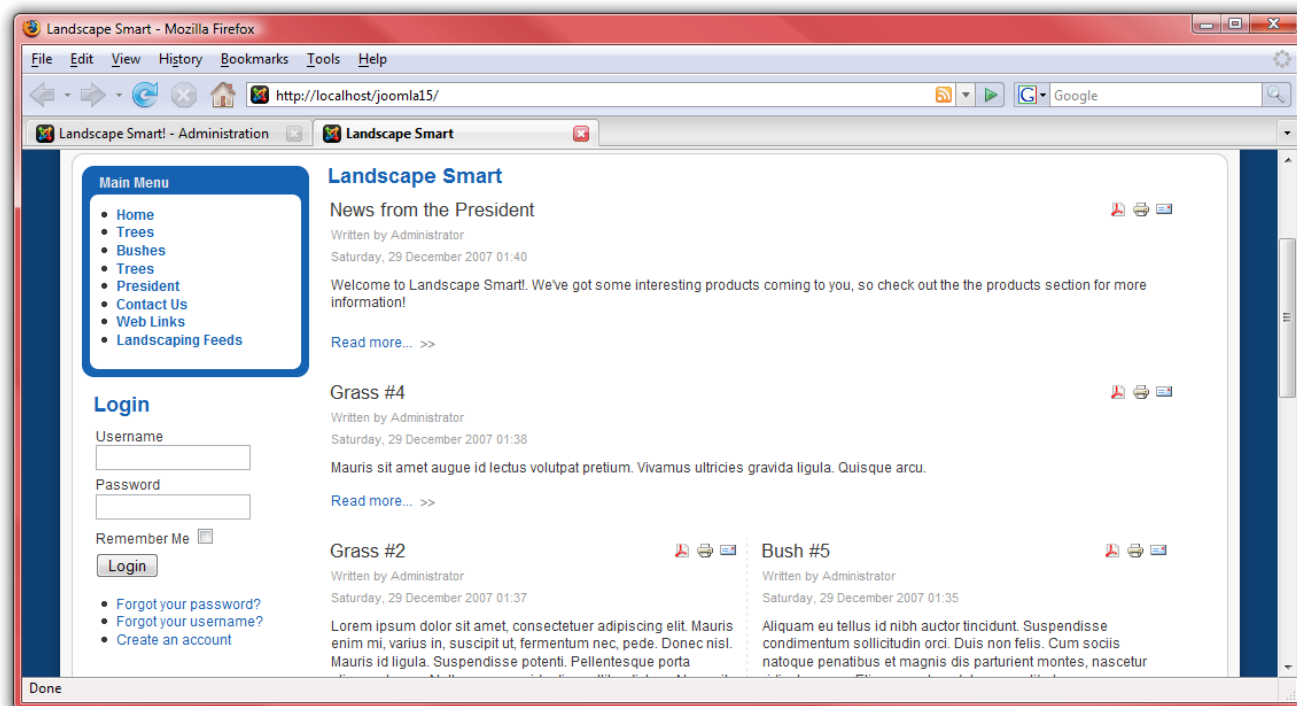 Landscape Smart - Mozilla Firefox
File Edit View History Bookmarks Tools Help
http://localhost/joomla15/
G Google
Landscape Smart! - Administration
Landscape Smart
Main Menu
Home
Trees
Bushes
Trees
President
Contact Us
Web Links
Landscaping Feeds
Login
Username
Password
Remember Me
Login
Forgot your password?
Forgot your username?
Create an account
Landscape Smart
News from the President
Written by Administrator
Saturday, 29 December 2007 01:40
Welcome to Landscape Smart!. We've got some interesting products coming to you, so check out the the products section for more
information!
Read more... >>
Grass #4
Written by Administrator
Saturday, 29 December 2007 01:38
Mauris sit amet augue id lectus volutpat pretium. Vivamus ultricies gravida ligula. Quisque arcu.
Read more... >>
Grass #2
Written by Administrator
Saturday, 29 December 2007 01:37
Lorem ipsum dolor sit amet, consectetuer adipiscing elit. Mauris
enim mi, varius in, suscipit ut, fermentum nec, pede. Donec nisl.
Mauris id ligula. Suspendisse potenti. Pellentesque porta
Bush #5
Written by Administrator
Saturday, 29 December 2007 01:35
Aliquam eu tellus id nibh auctor tincidunt. Suspendisse
condimentum sollicitudin orci. Duis non felis. Cum sociis
natoque penatibus et magnis dis parturient montes, nascetur
Done